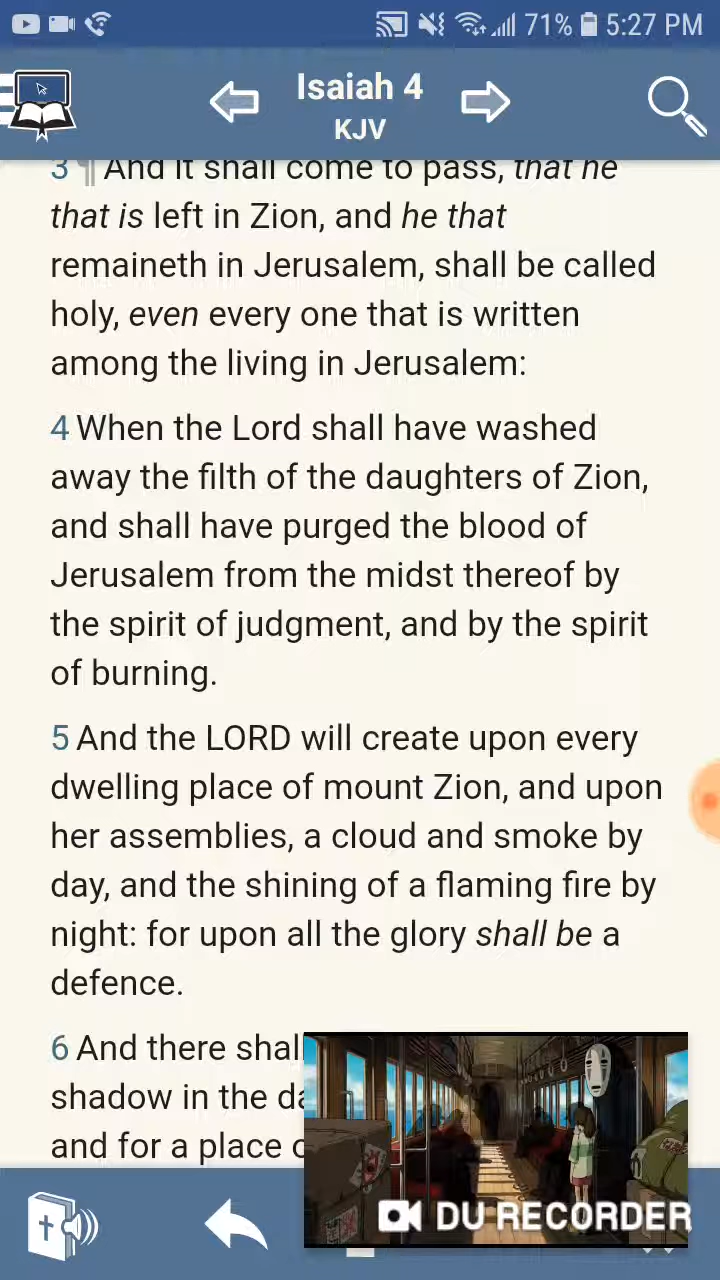 71% 5:27 PM
Isaiah 4
KJV
3 ¶ And it shall come to pass, that he
that is left in Zion, and he that
remaineth in Jerusalem, shall be called
holy, even every one that is written
among the living in Jerusalem:
4 When the Lord shall have washed
away the filth of the daughters of Zion,
and shall have purged the blood of
Jerusalem from the midst thereof by
the spirit of judgment, and by the spirit
of burning.
5 And the LORD will create upon every
dwelling place of mount Zion, and upon
her assemblies, a cloud and smoke by
day, and the shining of a flaming fire by
night: for upon all the glory shall be a
defence.
6 And there shal
shadow in the da
and for a place
DU RECORDER